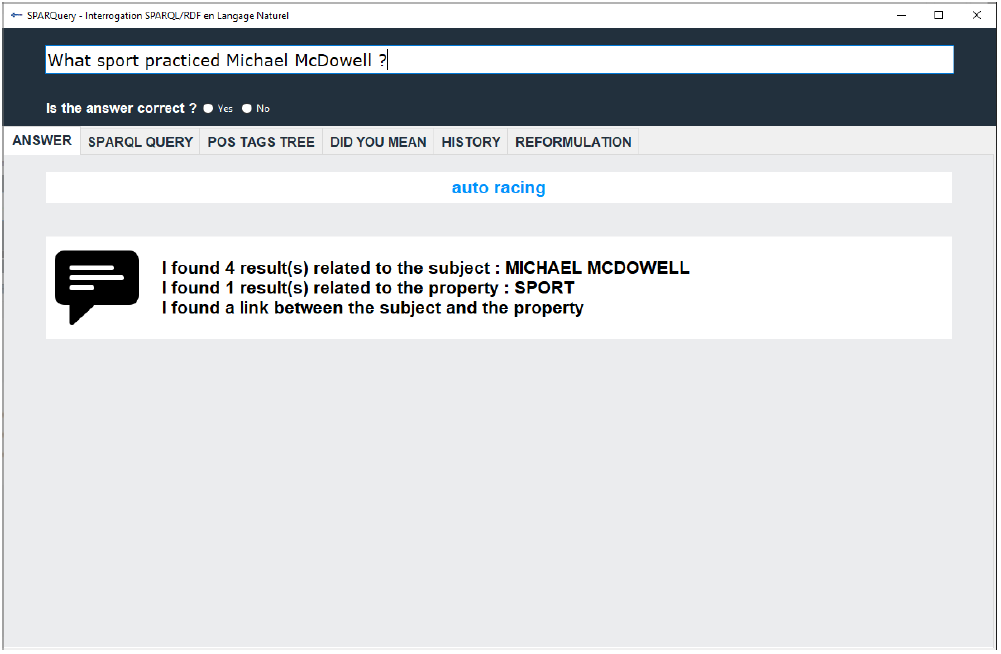 SPARQuery - Interrogation SPARQL/RDF en Langage Naturel
What sport practiced Michael McDowell ?
Is the answer correct ? Yes No
ANSWER SPARQL QUERY POS TAGS TREE DID YOU MEAN HISTORY REFORMULATION
auto racing
I found 4 result(s) related to the subject : MICHAEL MCDOWELL
I found 1 result(s) related to the property : SPORT
I found a link between the subject and the property